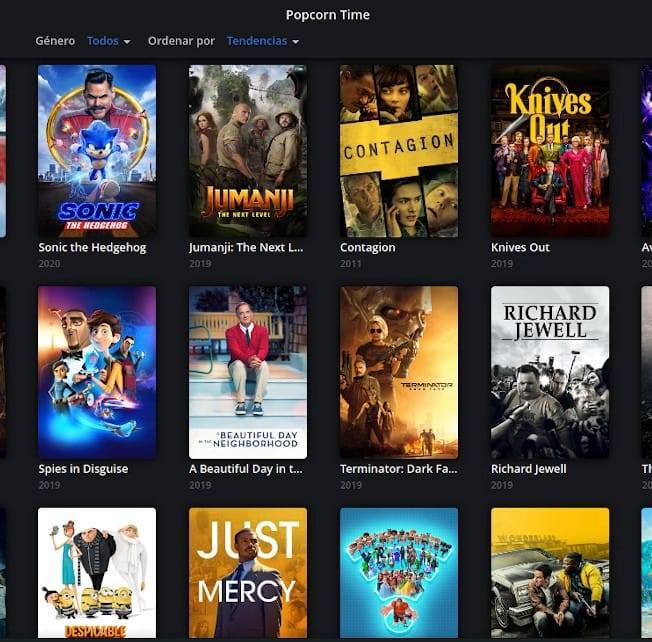 Popcorn Time
Género Todos Ordenar por Tendencias
SONIC
THE HEDGEHOG
JUMANJI
THE NEXT LEVEL
CONTAGION
Knives
Out
Sonic the Hedgehog
Jumanji: The Next L...
Contagion
Knives Out
2020
2019
2011
2019
20
A BEAUTIFUL DAY
IN THE NEIGHBORHOOD
TERMINATOR
DARK FATE
RICHARD
JEWELL
Spies in Disguise
A Beautiful Day in t...
Terminator: Dark Fa...
Richard Jewell
Th
2019
2019
2019
2019
20
DESPICABLE
JUST
MERCY
WONDERLAND